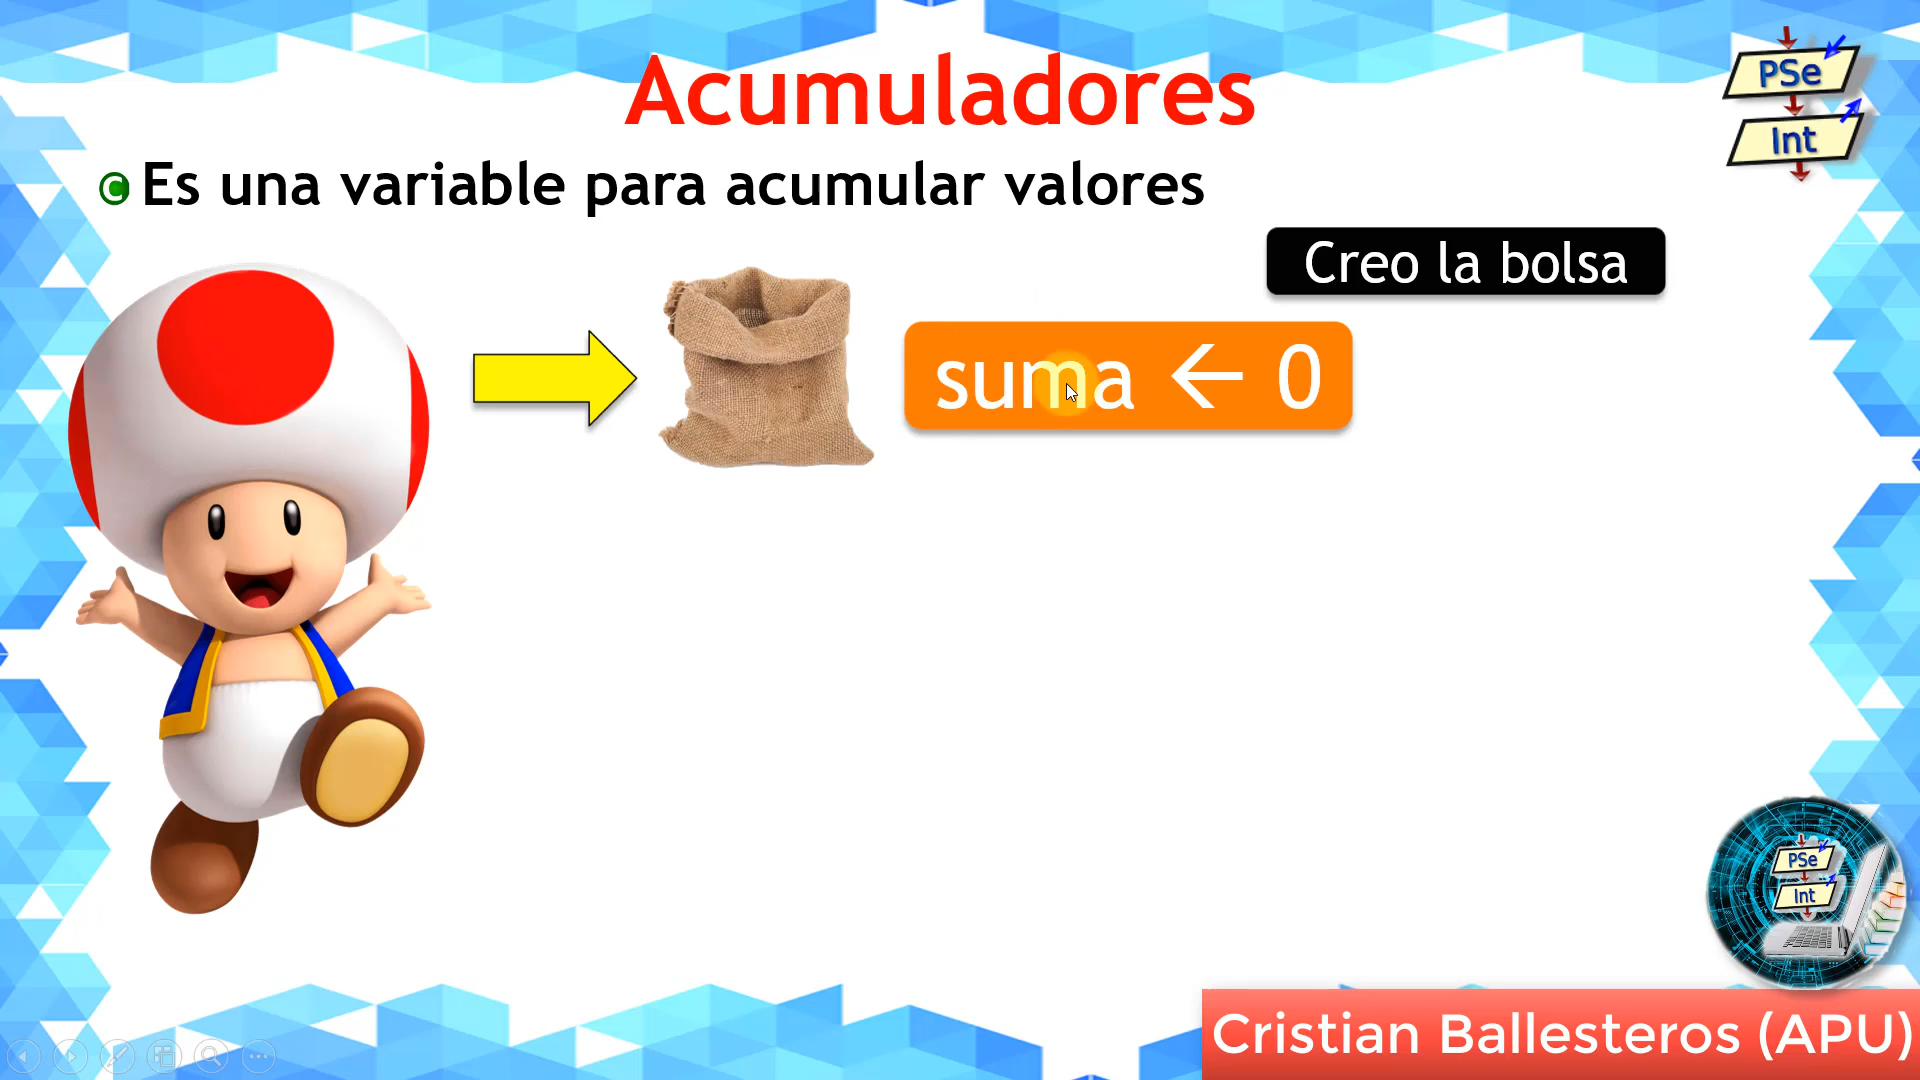 Acumuladores
PSe
Int
Es una variable para acumular valores
Creo la bolsa
suma ← 0
PSe
Int
Cristian Ballesteros (APU)